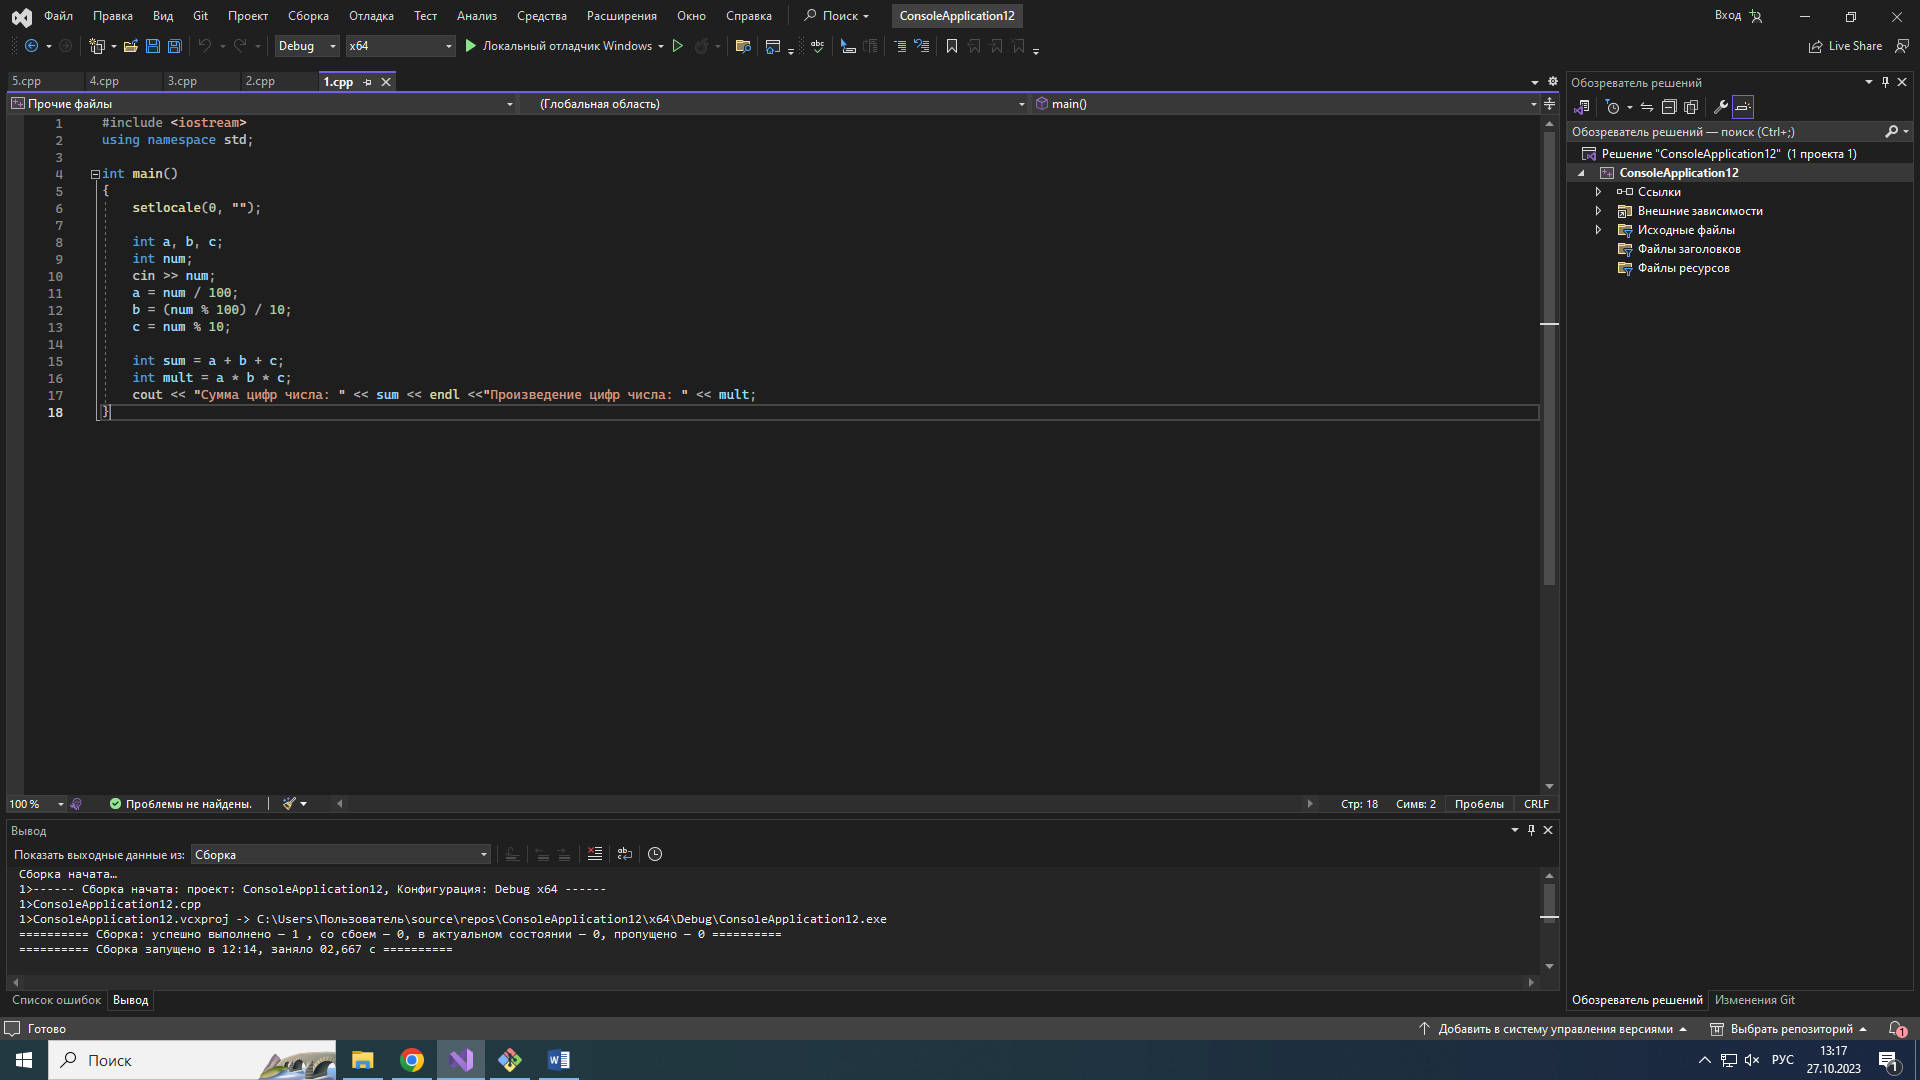 Файл Правка Вид Git Проект Сборка Отладка Тест Анализ Средства Расширения Окно Справка Поиск ConsoleApplication12 Вход
Debug x64 Локальный отладчик Windows Live Share
5.cpp 4.cpp 3.cpp 2.cpp 1.cpp
Прочие файлы (Глобальная область) main()
1 #include <iostream>
2 using namespace std;
3
4 int main()
5 {
6 setlocale(0, "");
7
8 int a, b, c;
9 int num;
10 cin >> num;
11 a = num / 100;
12 b = (num % 100) / 10;
13 c = num % 10;
14
15 int sum = a + b + c;
16 int mult = a * b * c;
17 cout << "Сумма цифр числа: " << sum << endl <<"Произведение цифр числа: " << mult;
18 }
100 % Проблемы не найдены. Стр: 18 Симв: 2 Пробелы CRLF
Вывод
Показать выходные данные из: Сборка
Сборка начата…
1>------ Сборка начата: проект: ConsoleApplication12, Конфигурация: Debug x64 ------
1>ConsoleApplication12.cpp
1>ConsoleApplication12.vcxproj -> C:\Users\Пользователь\source\repos\ConsoleApplication12\x64\Debug\ConsoleApplication12.exe
========== Сборка: успешно выполнено — 1 , со сбоем — 0, в актуальном состоянии — 0, пропущено — 0 ==========
========== Сборка запущено в 12:14, заняло 02,667 с ==========
Список ошибок Вывод
Обозреватель решений
Обозреватель решений — поиск (Ctrl+;)
Решение "ConsoleApplication12" (1 проекта 1)
ConsoleApplication12
Ссылки
Внешние зависимости
Исходные файлы
Файлы заголовков
Файлы ресурсов
Обозреватель решений Изменения Git
Готово Добавить в систему управления версиями Выбрать репозиторий 1
Поиск РУС 13:17
27.10.2023 1